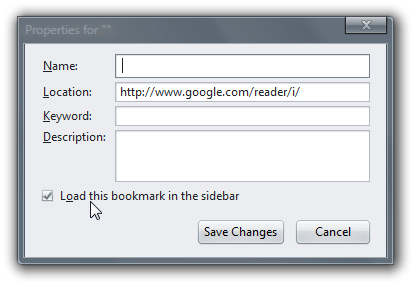 Properties for ""
Name:
Location: http://www.google.com/reader/i/
Keyword:
Description:
Load this bookmark in the sidebar
Save Changes Cancel